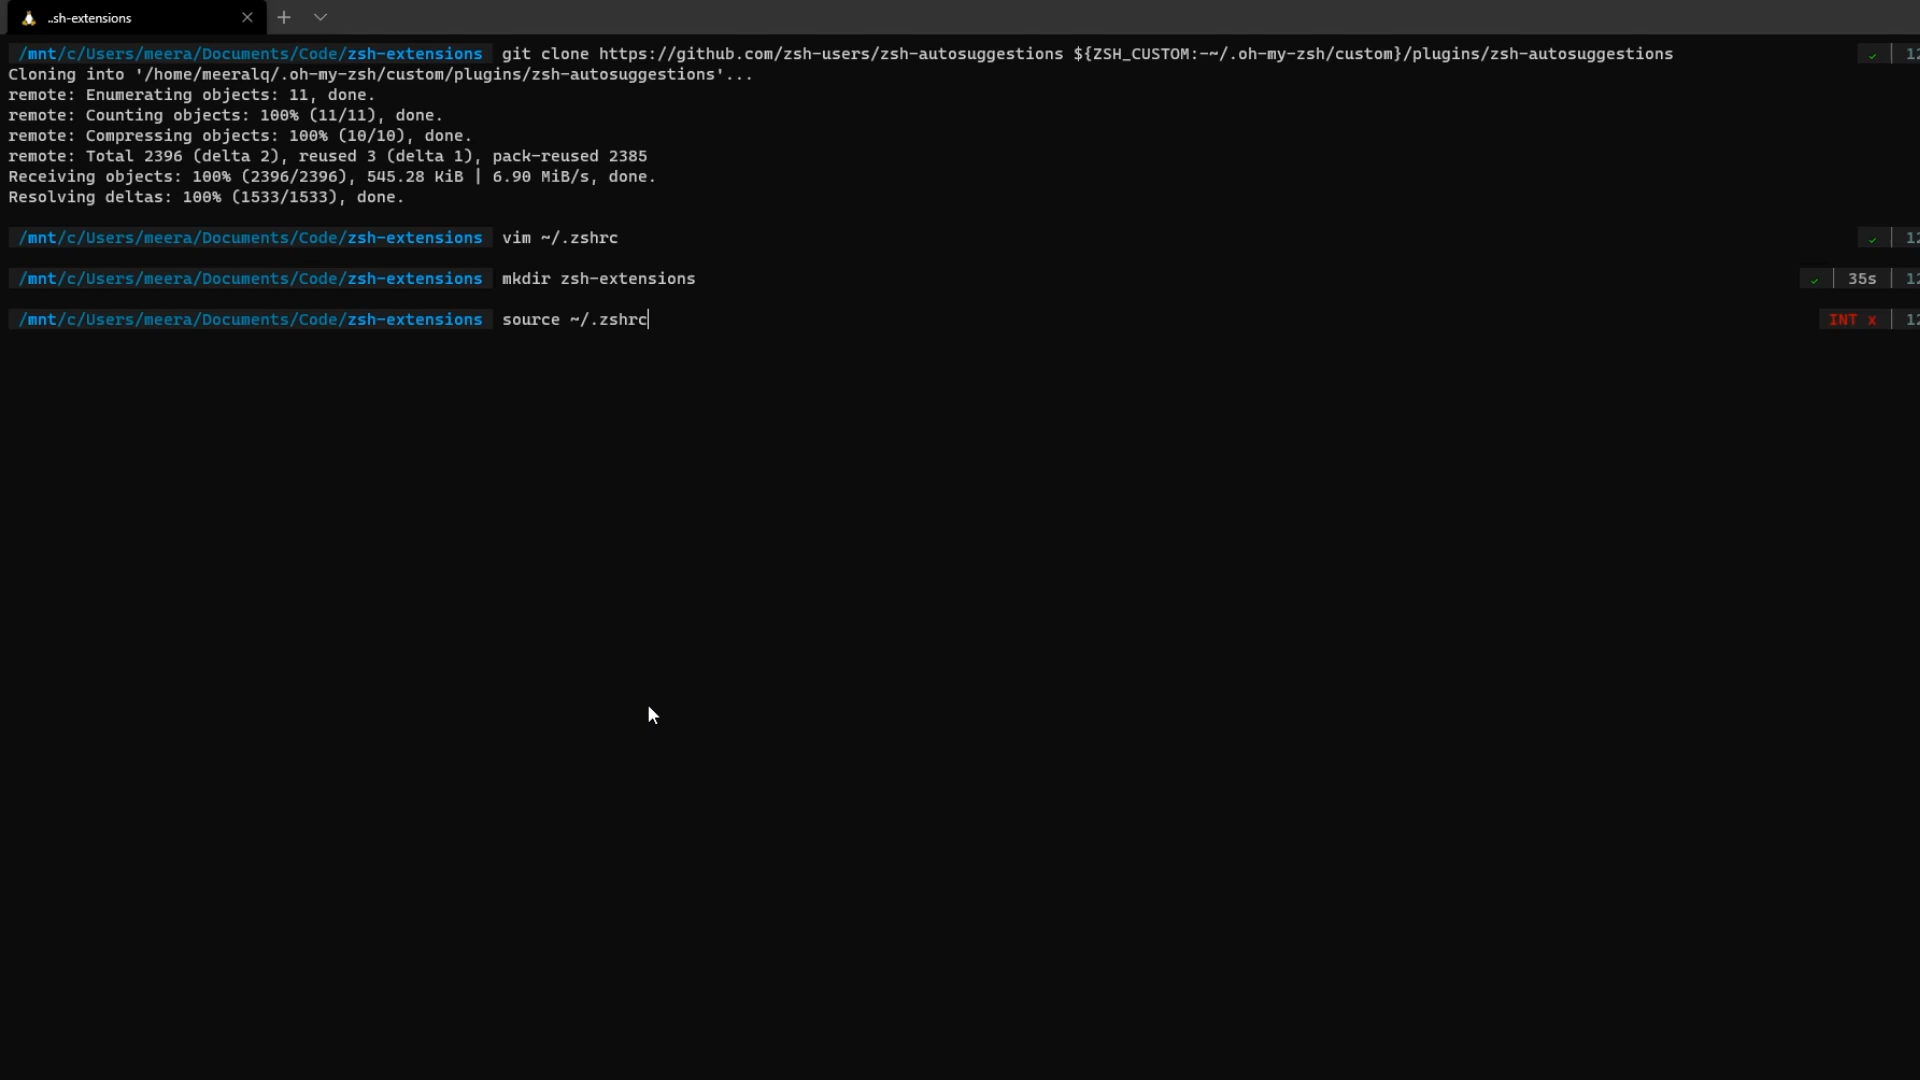 ..sh-extensions
/mnt/c/Users/meera/Documents/Code/zsh-extensions git clone https://github.com/zsh-users/zsh-autosuggestions ${ZSH_CUSTOM:-~/.oh-my-zsh/custom}/plugins/zsh-autosuggestions ✓ 12
Cloning into '/home/meeralq/.oh-my-zsh/custom/plugins/zsh-autosuggestions'...
remote: Enumerating objects: 11, done.
remote: Counting objects: 100% (11/11), done.
remote: Compressing objects: 100% (10/10), done.
remote: Total 2396 (delta 2), reused 3 (delta 1), pack-reused 2385
Receiving objects: 100% (2396/2396), 545.28 KiB | 6.90 MiB/s, done.
Resolving deltas: 100% (1533/1533), done.
/mnt/c/Users/meera/Documents/Code/zsh-extensions vim ~/.zshrc ✓ 12
/mnt/c/Users/meera/Documents/Code/zsh-extensions mkdir zsh-extensions ✓ 35s 12
/mnt/c/Users/meera/Documents/Code/zsh-extensions source ~/.zshrc INT x 12